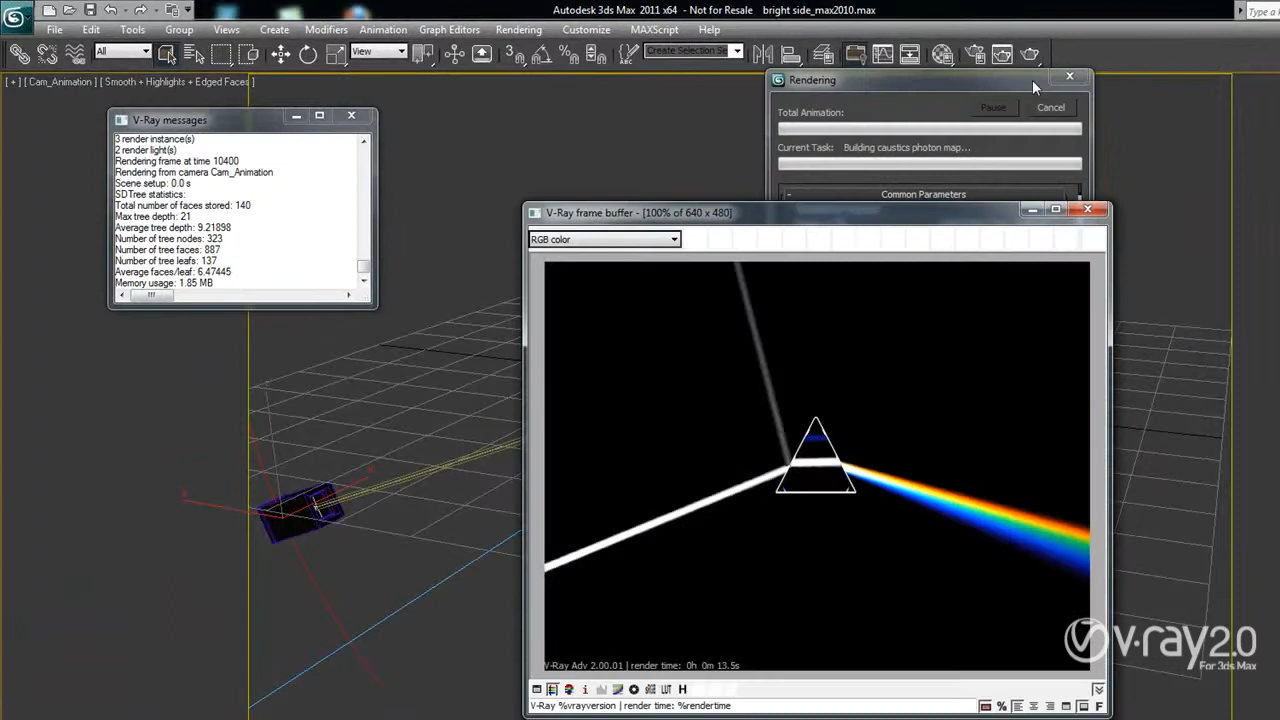 Autodesk 3ds Max 2011 x64 - Not for Resale bright side_max2010.max
Type a
File Edit Tools Group Views Create Modifiers Animation Graph Editors Rendering Customize MAXScript Help
All View Create Selection Se
[ + ] [ Cam_Animation ] [ Smooth + Highlights + Edged Faces ]
Rendering
Total Animation:
Pause Cancel
Current Task: Building caustics photon map...
Common Parameters
V-Ray messages
3 render instance(s)
2 render light(s)
Rendering frame at time 10400
Rendering from camera Cam_Animation
Scene setup: 0.0 s
SDTree statistics:
Total number of faces stored: 140
Max tree depth: 21
Average tree depth: 9.21898
Number of tree nodes: 323
Number of tree faces: 887
Number of tree leafs: 137
Average faces/leaf: 6.47445
Memory usage: 1.85 MB
V-Ray frame buffer - [100% of 640 x 480]
RGB color
V-Ray Adv 2.00.01 | render time: 0h 0m 13.5s
LUT H
V-Ray %vrayversion | render time: %rendertime
% F
v·ray2.0
For 3ds Max